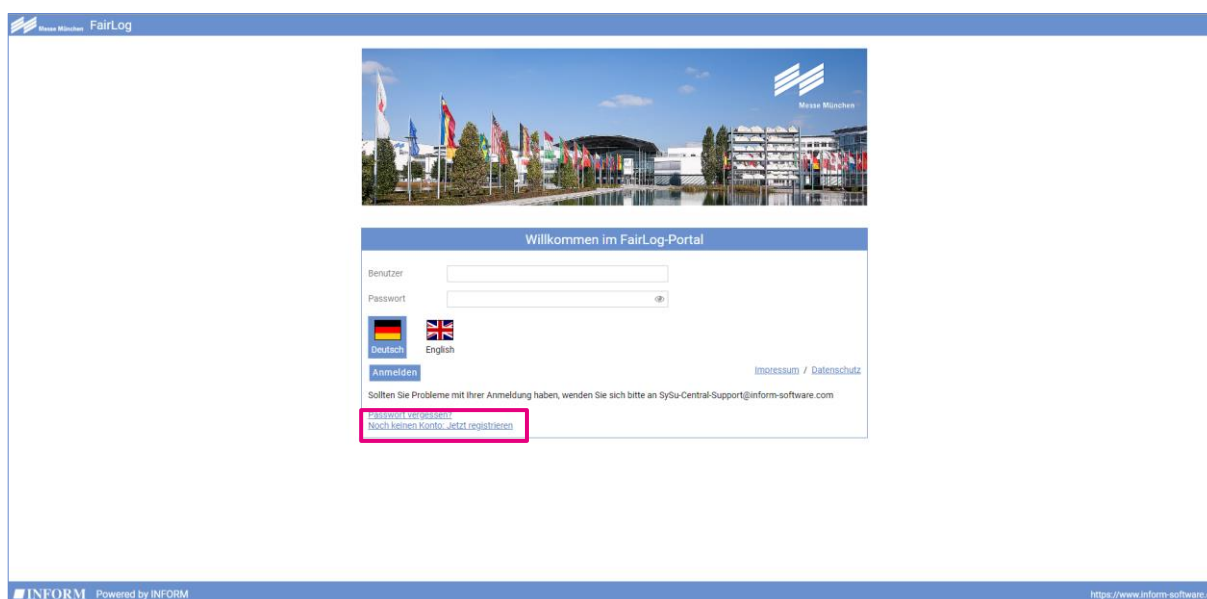 Messe München FairLog
Messe München
Willkommen im FairLog-Portal
Benutzer
Passwort
Deutsch English
Anmelden Impressum / Datenschutz
Sollten Sie Probleme mit Ihrer Anmeldung haben, wenden Sie sich bitte an SySu-Central-Support@inform-software.com
Passwort vergessen?
Noch keinen Konto: Jetzt registrieren
INFORM Powered by INFORM https://www.inform-software.